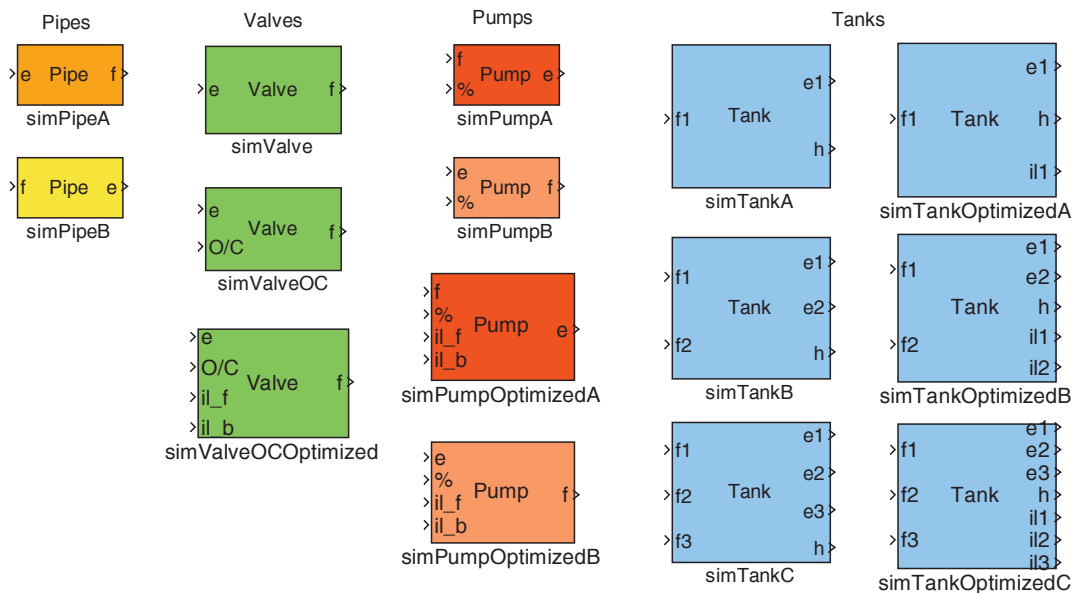 Pipes
Valves
Pumps
Tanks
e Pipe f
simPipeA
f Pipe e
simPipeB
e Valve f
simValve
e
Valve
O/C
f
simValveOC
e
O/C
Valve
f
il_f
il_b
simValveOCOptimized
f
Pump e
%
simPumpA
e
Pump f
%
simPumpB
f
%
Pump
e
il_f
il_b
simPumpOptimizedA
e
%
Pump
f
il_f
il_b
simPumpOptimizedB
e1
f1 Tank
h
simTankA
e1
f1 Tank h
il1
simTankOptimizedA
e1
f1
Tank e2
f2
h
simTankB
e1
f1
e2
Tank h
il1
f2
il2
simTankOptimizedB
e1
f1
e2
f2 Tank
e3
f3
h
simTankC
e1
f1
e2
e3
f2 Tank h
il1
f3
il2
il3
simTankOptimizedC